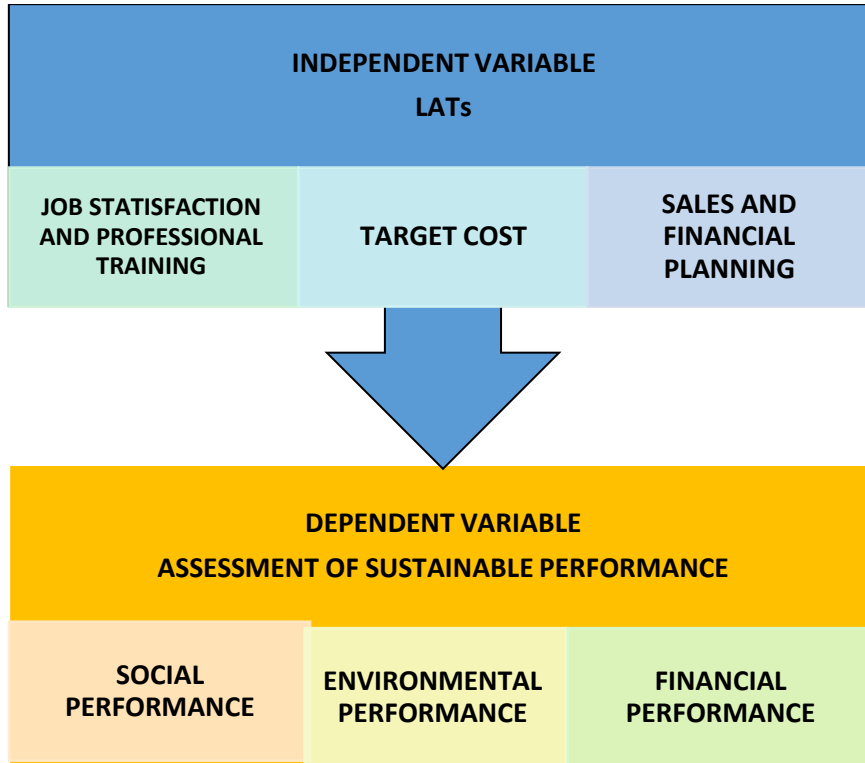 INDEPENDENT VARIABLE
LATs
JOB STATISFACTION
AND PROFESSIONAL
TRAINING
TARGET COST
SALES AND
FINANCIAL
PLANNING
DEPENDENT VARIABLE
ASSESSMENT OF SUSTAINABLE PERFORMANCE
SOCIAL
PERFORMANCE
ENVIRONMENTAL
PERFORMANCE
FINANCIAL
PERFORMANCE